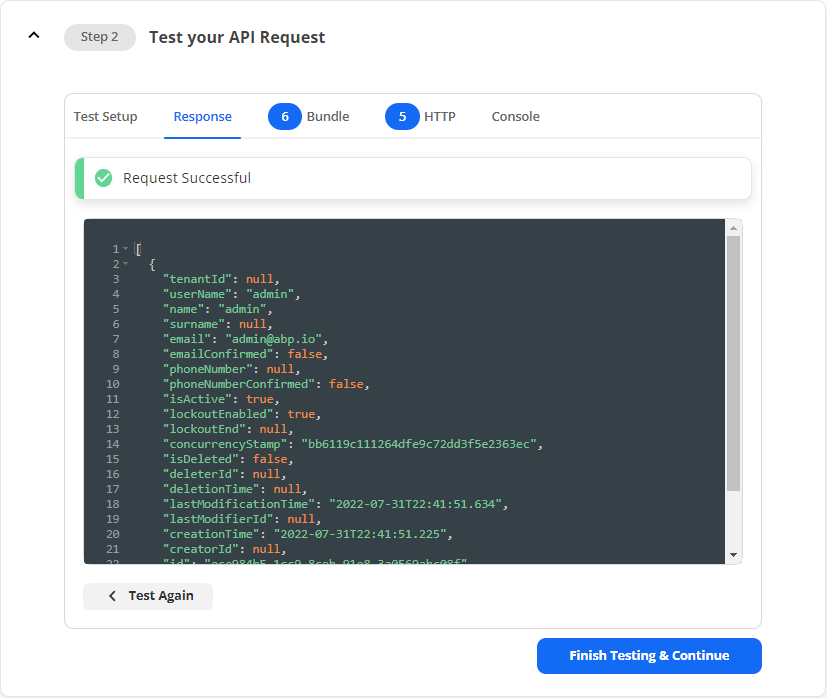 Step 2 Test your API Request
Test Setup Response 6 Bundle 5 HTTP Console
Request Successful
1 [
2 {
3 "tenantId": null,
4 "userName": "admin",
5 "name": "admin",
6 "surname": null,
7 "email": "admin@abp.io",
8 "emailConfirmed": false,
9 "phoneNumber": null,
10 "phoneNumberConfirmed": false,
11 "isActive": true,
12 "lockoutEnabled": true,
13 "lockoutEnd": null,
14 "concurrencyStamp": "bb6119c111264dfe9c72dd3f5e2363ec",
15 "isDeleted": false,
16 "deleterId": null,
17 "deletionTime": null,
18 "lastModificationTime": "2022-07-31T22:41:51.634",
19 "lastModifierId": null,
20 "creationTime": "2022-07-31T22:41:51.225",
21 "creatorId": null,
22 "id":
Test Again
Finish Testing & Continue